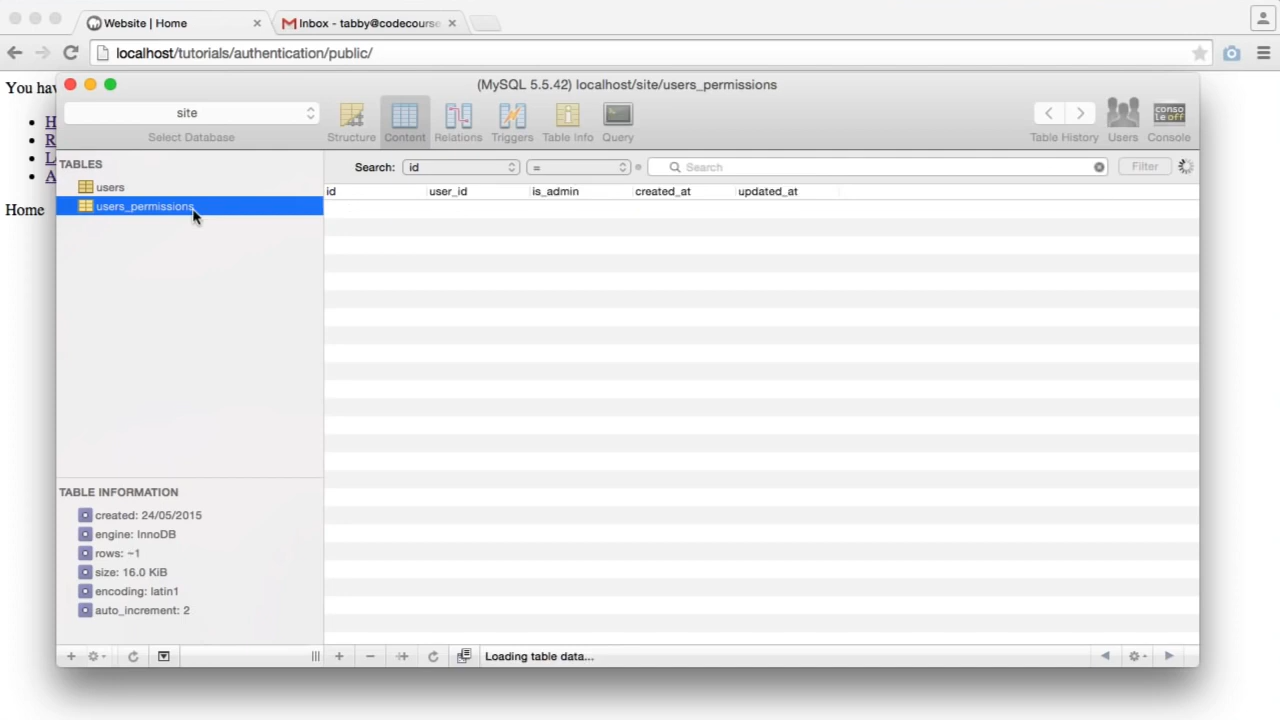 Website | Home
Inbox - tabby@codecourse
localhost/tutorials/authentication/public/
You hav
H
R
L
A
Home
(MySQL 5.5.42) localhost/site/users_permissions
site
Select Database
Structure
Content
Relations
Triggers
Table Info
Query
Table History
Users
conso
le off
Console
TABLES
users
users_permissions
Search:
id
=
Search
Filter
id
user_id
is_admin
created_at
updated_at
TABLE INFORMATION
created: 24/05/2015
engine: InnoDB
rows: ~1
size: 16.0 KiB
encoding: latin1
auto_increment: 2
Loading table data...